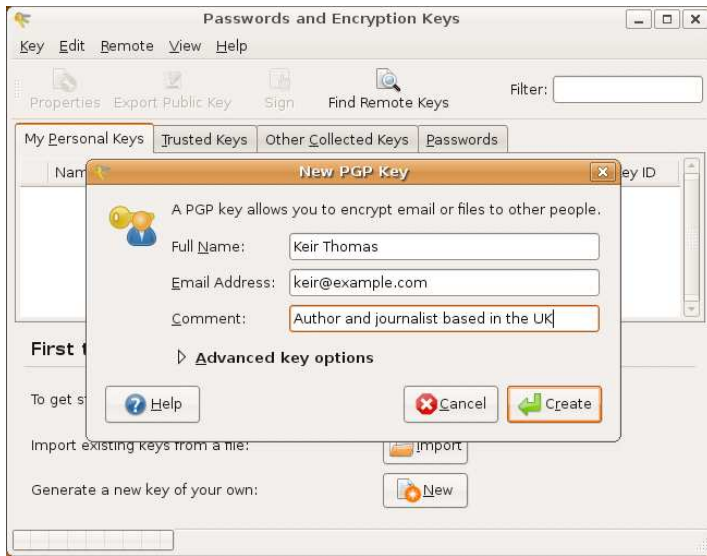 Passwords and Encryption Keys
Key Edit Remote View Help
Properties Export Public Key Sign Find Remote Keys Filter:
My Personal Keys Trusted Keys Other Collected Keys Passwords
Nam ey ID
New PGP Key
A PGP key allows you to encrypt email or files to other people.
Full Name: Keir Thomas
Email Address: keir@example.com
Comment: Author and journalist based in the UK
Advanced key options
First t
To get s
Help Cancel Create
Import existing keys from a file: Import
Generate a new key of your own: New